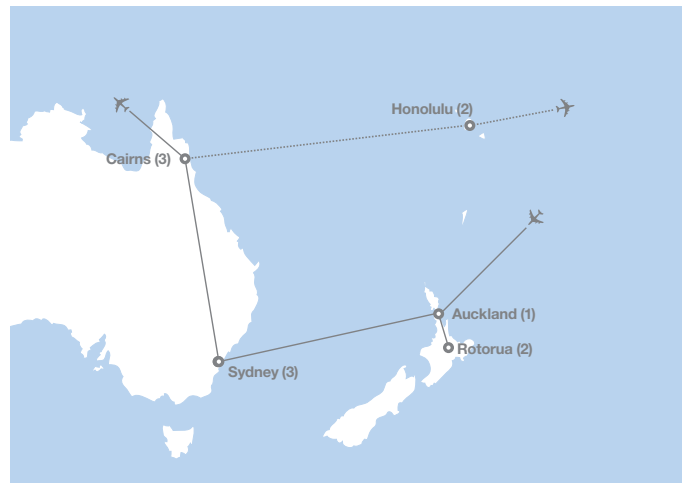 Honolulu (2)
Cairns (3)
Auckland (1)
Rotorua (2)
Sydney (3)